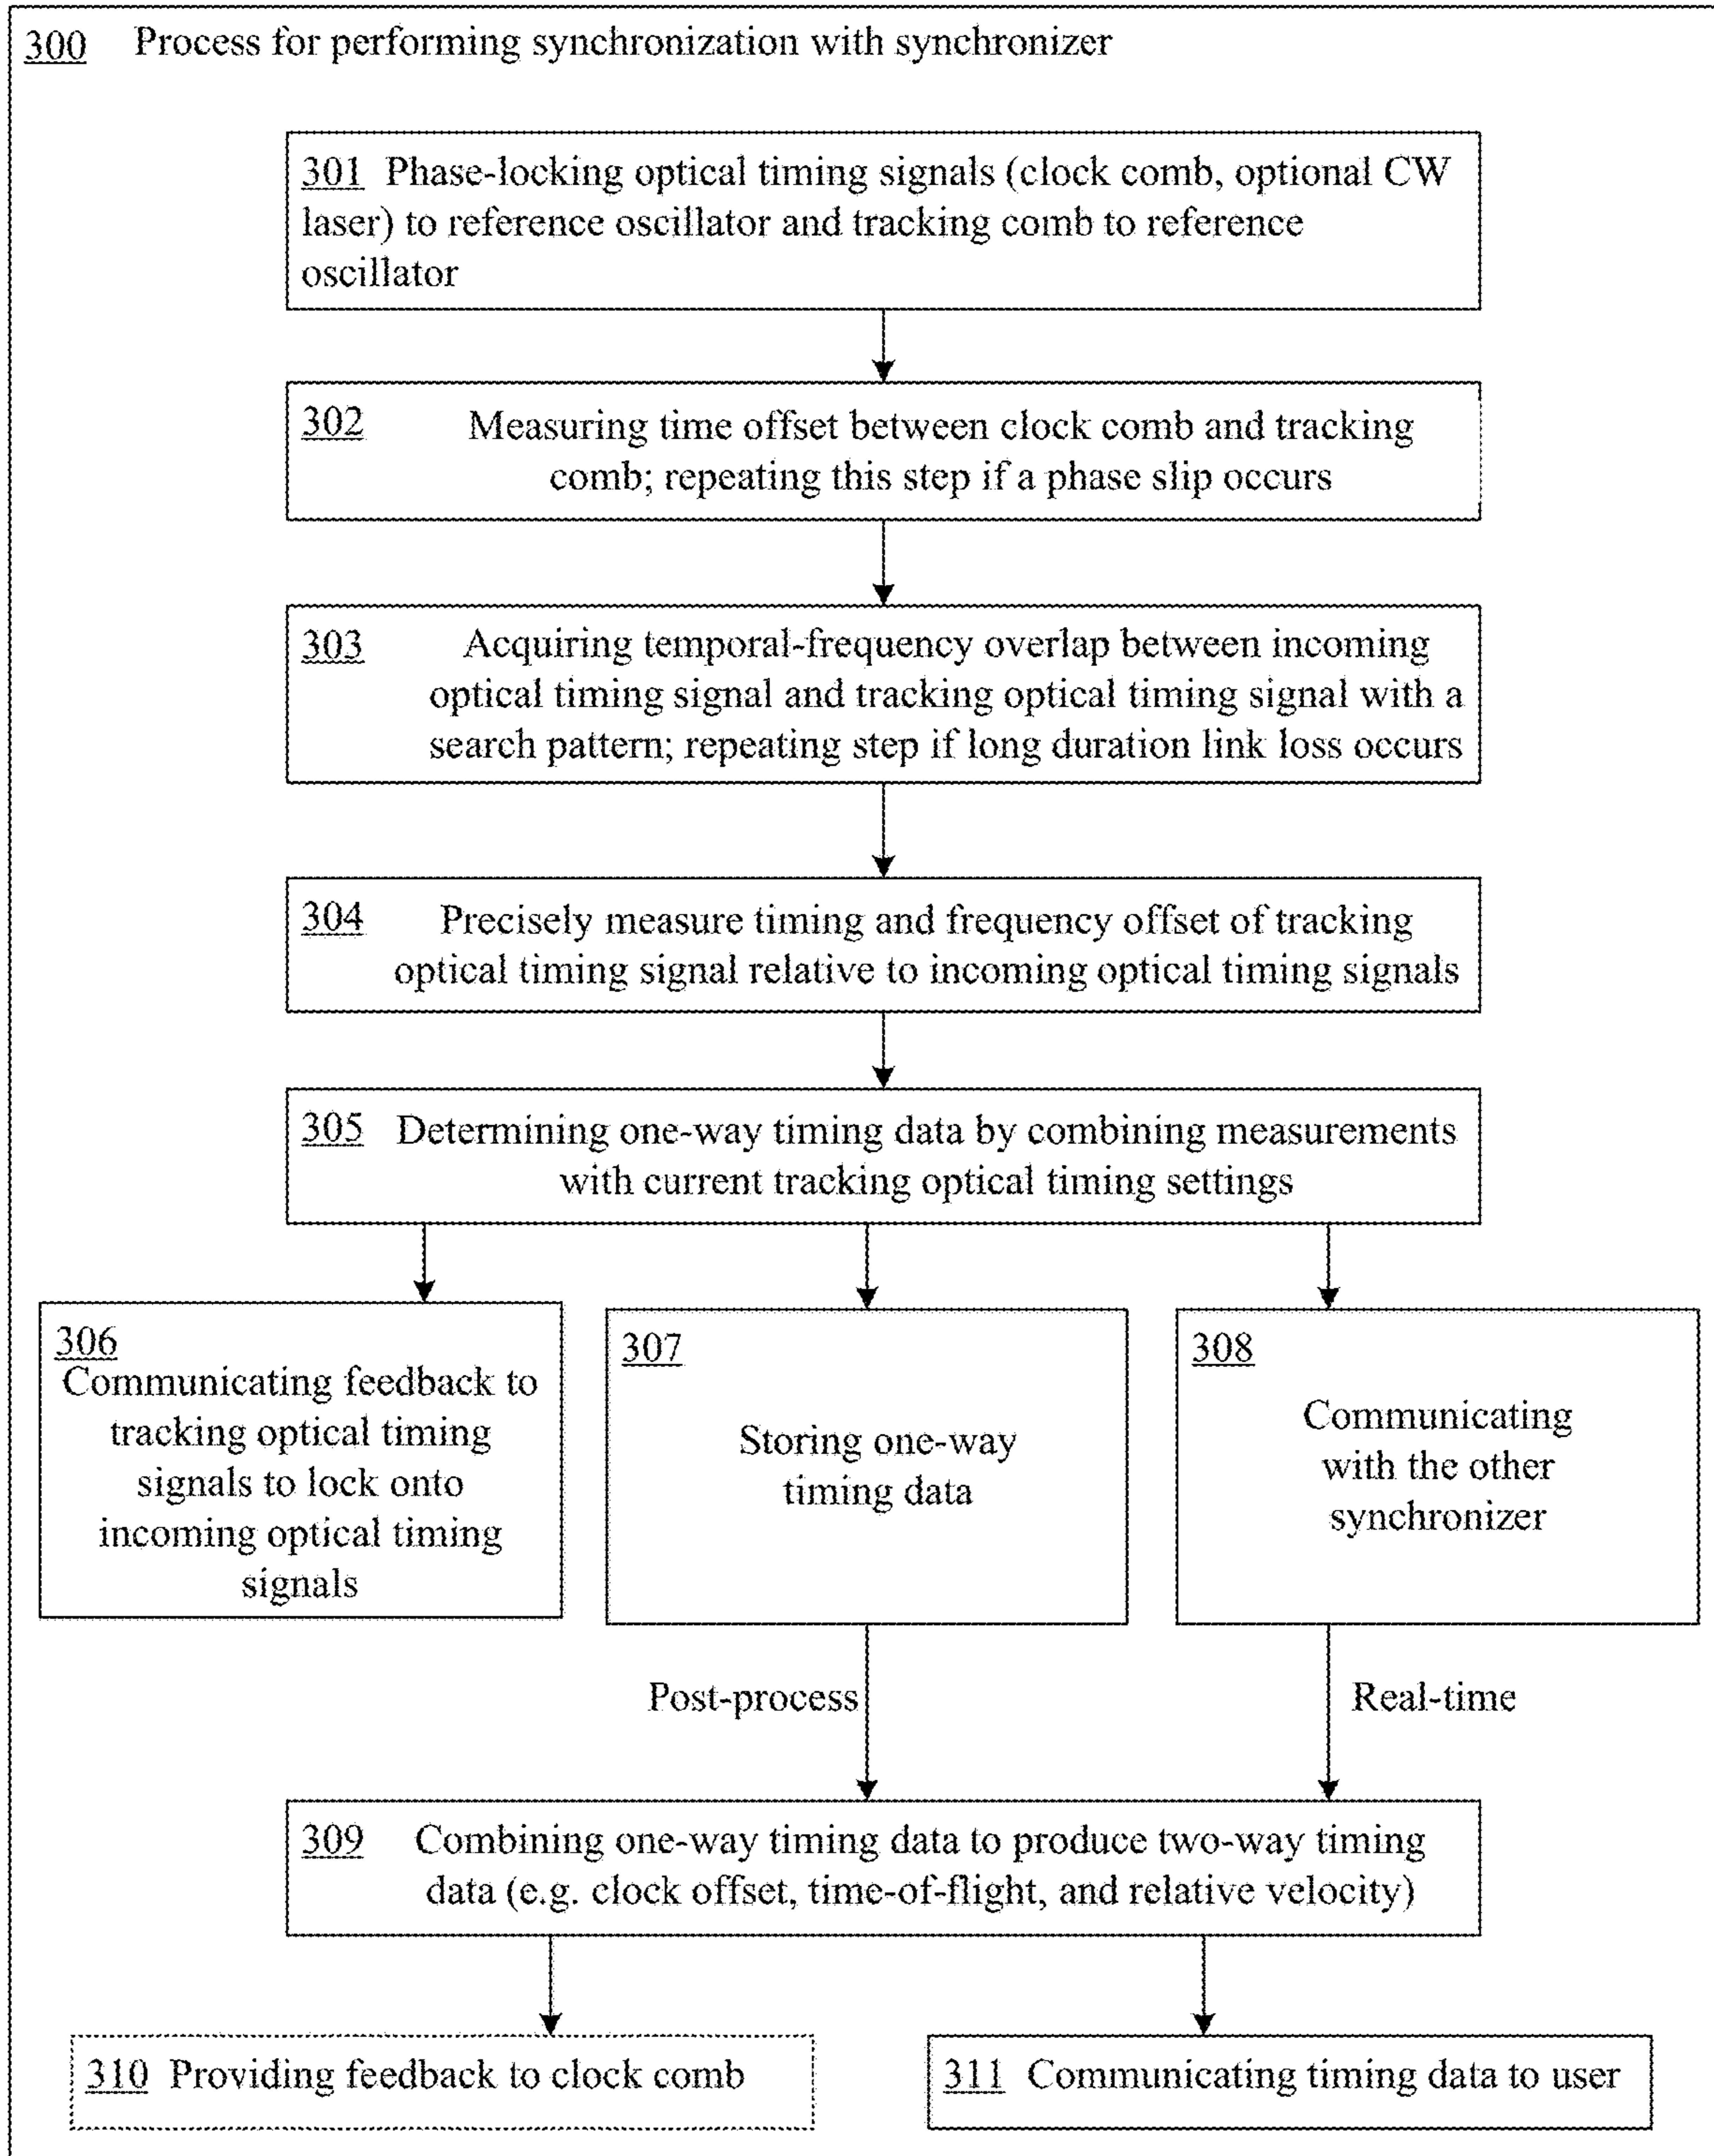 300 Process for performing synchronization with synchronizer
301 Phase-locking optical timing signals (clock comb, optional CW
laser) to reference oscillator and tracking comb to reference
oscillator
302 Measuring time offset between clock comb and tracking
comb; repeating this step if a phase slip occurs
303 Acquiring temporal-frequency overlap between incoming
optical timing signal and tracking optical timing signal with a
search pattern; repeating step if long duration link loss occurs
304 Precisely measure timing and frequency offset of tracking
optical timing signal relative to incoming optical timing signals
305 Determining one-way timing data by combining measurements
with current tracking optical timing settings
306
Communicating feedback to
tracking optical timing
signals to lock onto
incoming optical timing
signals
307
Storing one-way
timing data
308
Communicating
with the other
synchronizer
Post-process
Real-time
309 Combining one-way timing data to produce two-way timing
data (e.g. clock offset, time-of-flight, and relative velocity)
310 Providing feedback to clock comb
311 Communicating timing data to user